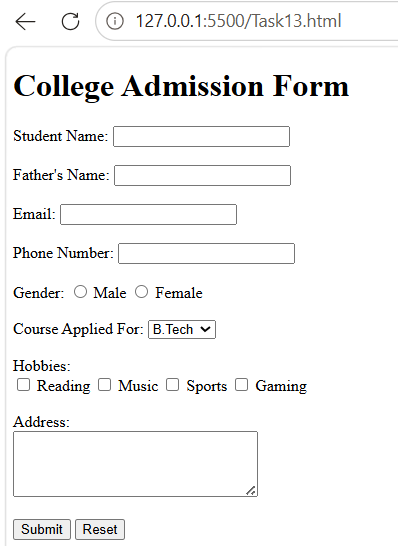 127.0.0.1:5500/Task13.html
College Admission Form
Student Name:
Father's Name:
Email:
Phone Number:
Gender: Male Female
Course Applied For: B.Tech
Hobbies:
Reading Music Sports Gaming
Address:
Submit Reset